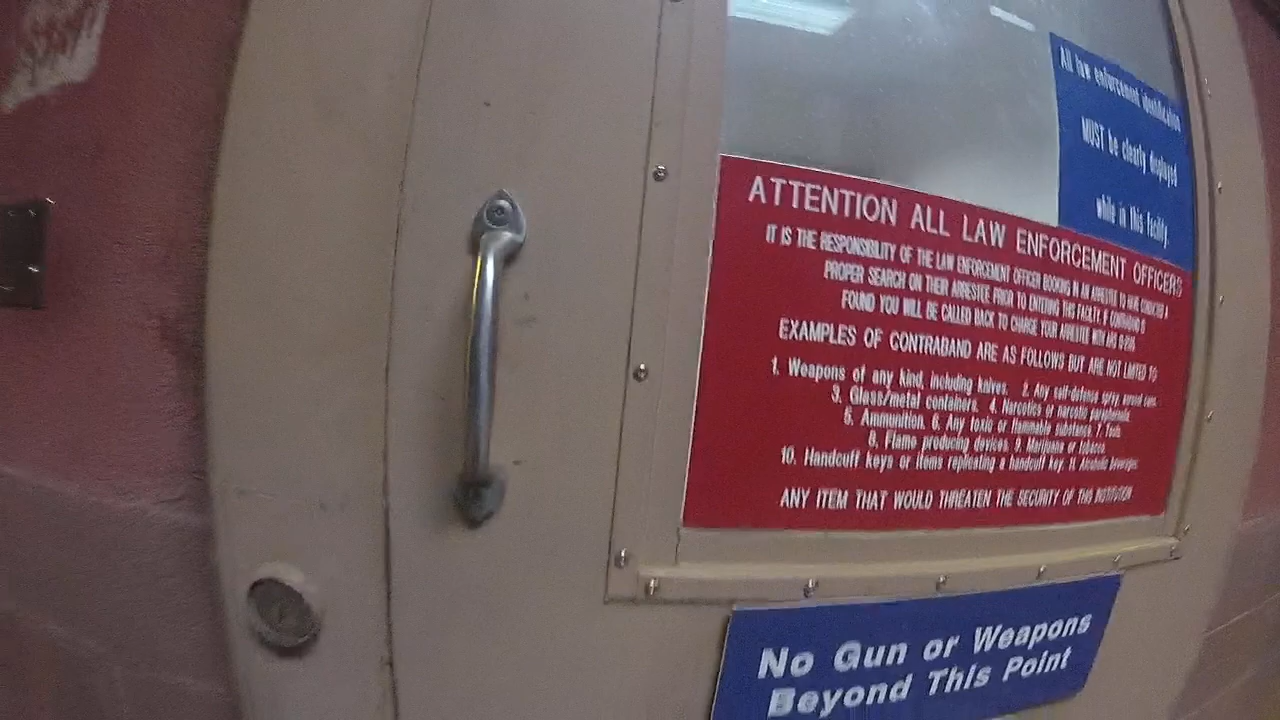 All law enforcement identification
MUST be clearly displayed
while in this facility.
ATTENTION ALL LAW ENFORCEMENT OFFICERS
IT IS THE RESPONSIBILITY OF THE LAW ENFORCEMENT OFFICER BOOKING IN AN ARRESTEE TO HAVE CONDUCTED A
PROPER SEARCH ON THEIR ARRESTEE PRIOR TO ENTERING THIS FACILITY, IF CONTRABAND IS
FOUND YOU WILL BE CALLED BACK TO CHARGE YOUR ARRESTEE WITH ARS
EXAMPLES OF CONTRABAND ARE AS FOLLOWS BUT ARE NOT LIMITED TO:
1. Weapons of any kind, including knives. 2. Any self-defense spray, aerosol cans.
3. Glass/metal containers. 4. Narcotics or narcotic paraphernalia.
5. Ammunition. 6. Any toxic or flammable substance 7. Tools
8. Flame producing devices. 9. Marijuana or tobacco.
10. Handcuff keys or items replicating a handcuff key. 11. Alcoholic beverages
ANY ITEM THAT WOULD THREATEN THE SECURITY OF THIS INSTITUTION
No Gun or Weapons
Beyond This Point